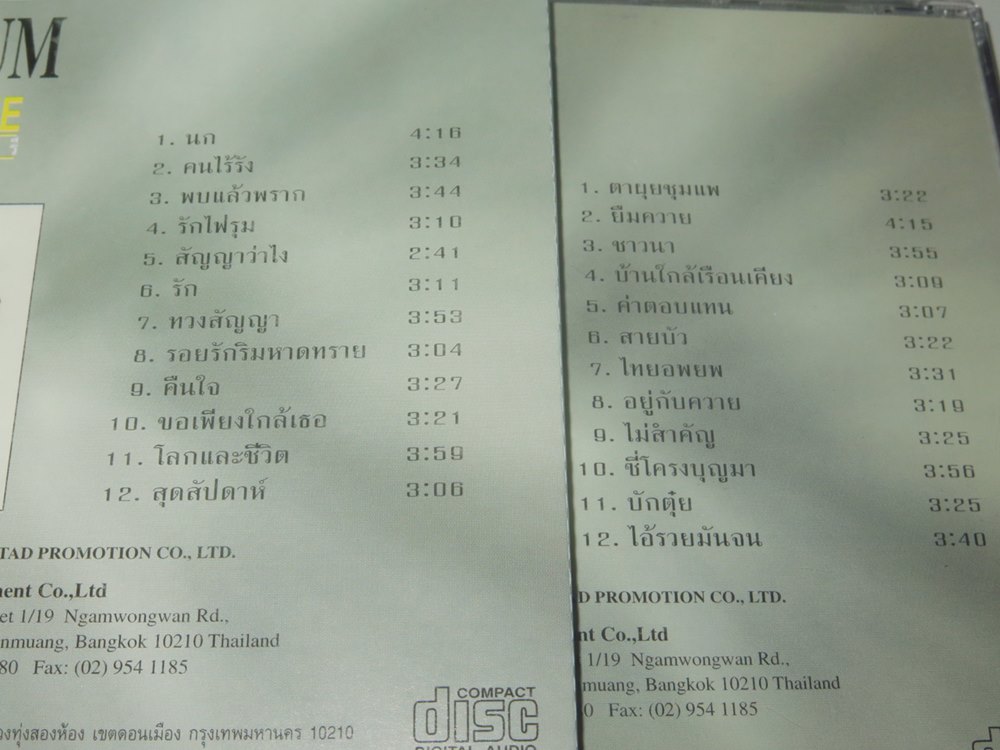 UM
E
1. นก 4:16
2. คนไร้รัง 3:34
3. พบแล้วพราก 3:44
4. รักไฟรุม 3:10
5. สัญญาว่าไง 2:41
6. รัก 3:11
7. ทวงสัญญา 3:53
8. รอยรักริมหาดทราย 3:04
9. คืนใจ 3:27
10. ขอเพียงใกล้เธอ 3:21
11. โลกและชีวิต 3:59
12. สุดสัปดาห์ 3:06
TAD PROMOTION CO., LTD.
ment Co.,Ltd
et 1/19 Ngamwongwan Rd.,
nmuang, Bangkok 10210 Thailand
80 Fax: (02) 954 1185
วงทุ่งสองห้อง เขตดอนเมือง กรุงเทพมหานคร 10210
COMPACT
disc
DIGITAL AUDIO
1. ตาผุยชุมแพ 3:22
2. ยืมควาย 4:15
3. ชาวนา 3:55
4. บ้านใกล้เรือนเคียง 3:09
5. ค่าตอบแทน 3:07
6. สายบัว 3:22
7. ไทยอพยพ 3:31
8. อยู่กับควาย 3:19
9. ไม่สำคัญ 3:25
10. ซี่โครงบุญมา 3:56
11. บักตุ๋ย 3:25
12. ไอ้รวยมันจน 3:40
D PROMOTION CO., LTD.
nt Co.,Ltd
1/19 Ngamwongwan Rd.,
muang, Bangkok 10210 Thailand
0 Fax: (02) 954 1185